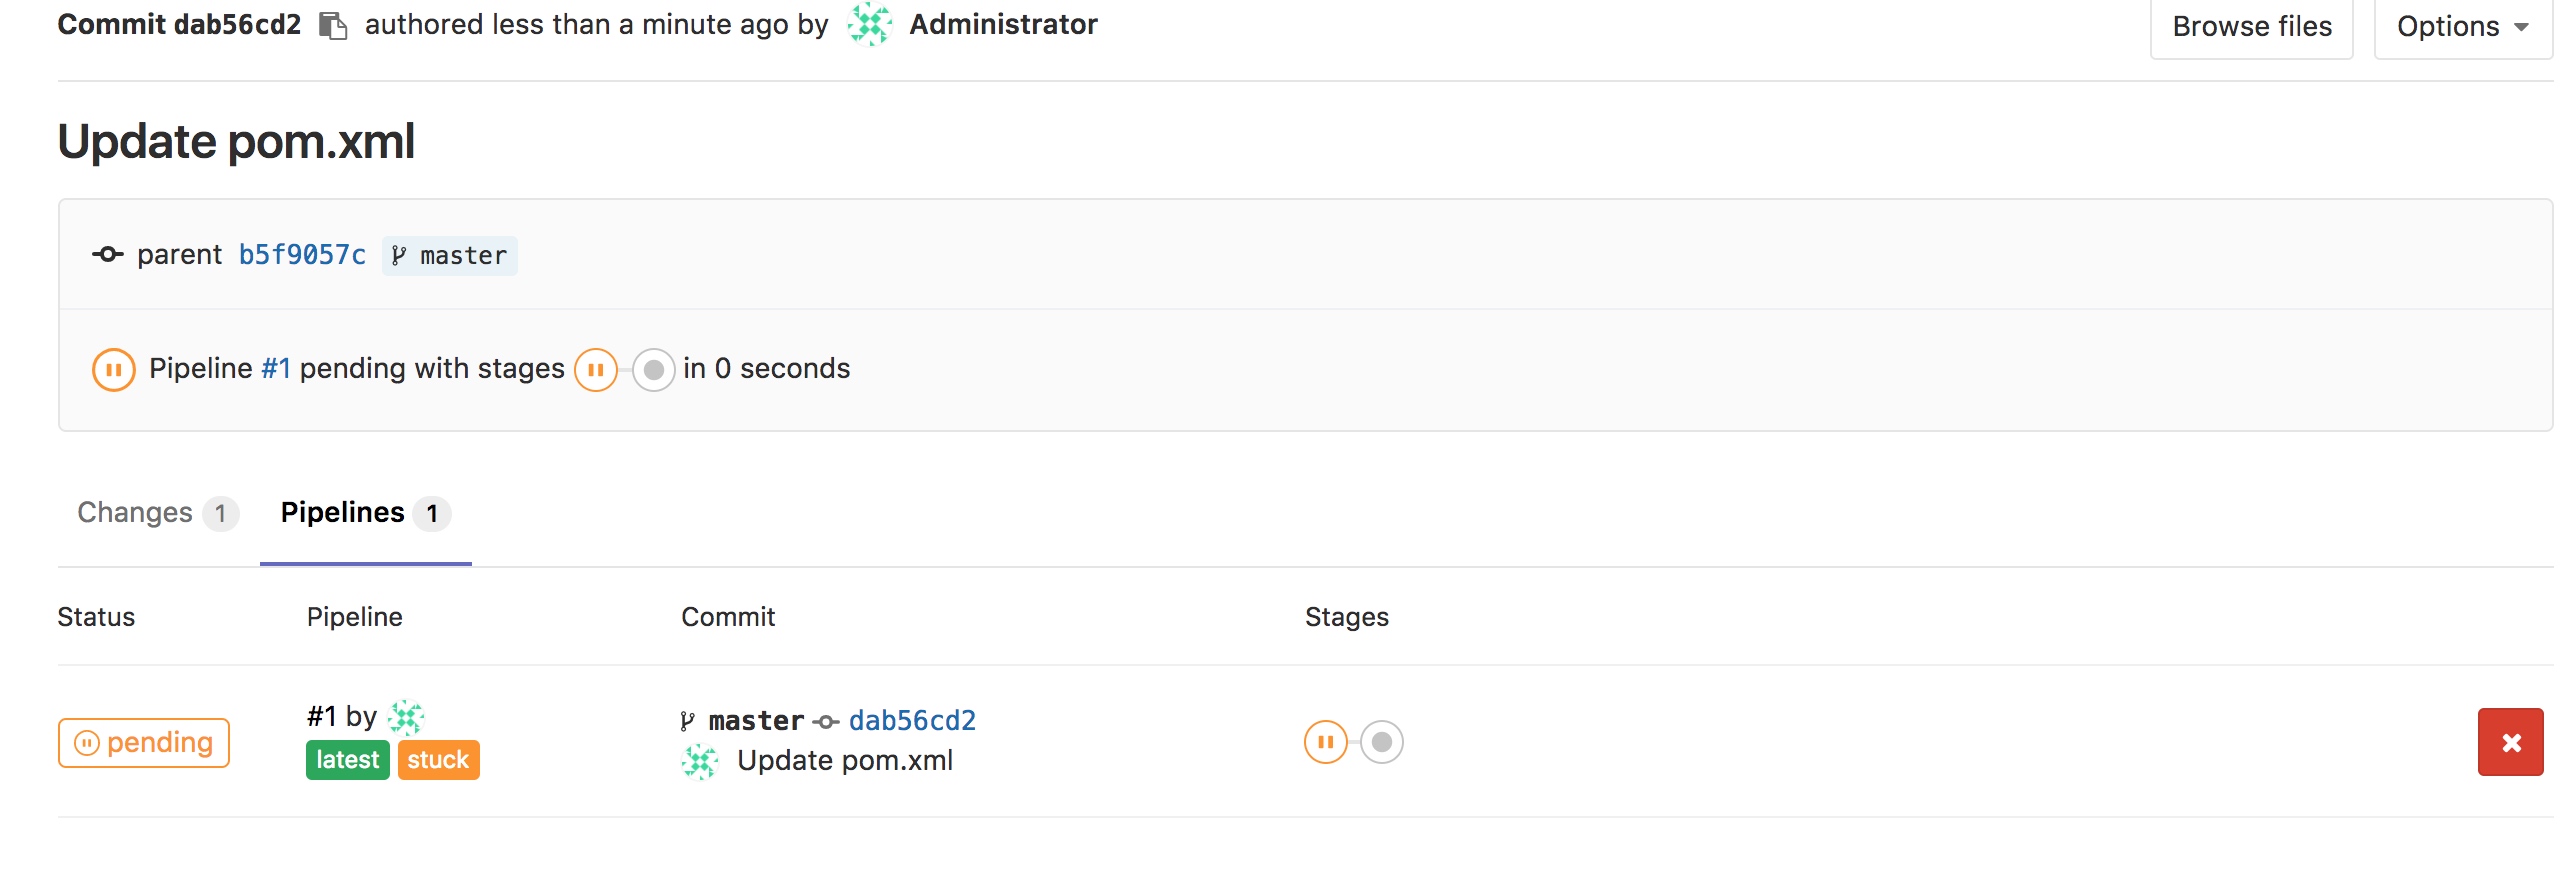 Commit dab56cd2 authored less than a minute ago by Administrator Browse files Options
Update pom.xml
parent b5f9057c master
Pipeline #1 pending with stages in 0 seconds
Changes 1 Pipelines 1
Status Pipeline Commit Stages
pending #1 by master dab56cd2
latest stuck Update pom.xml